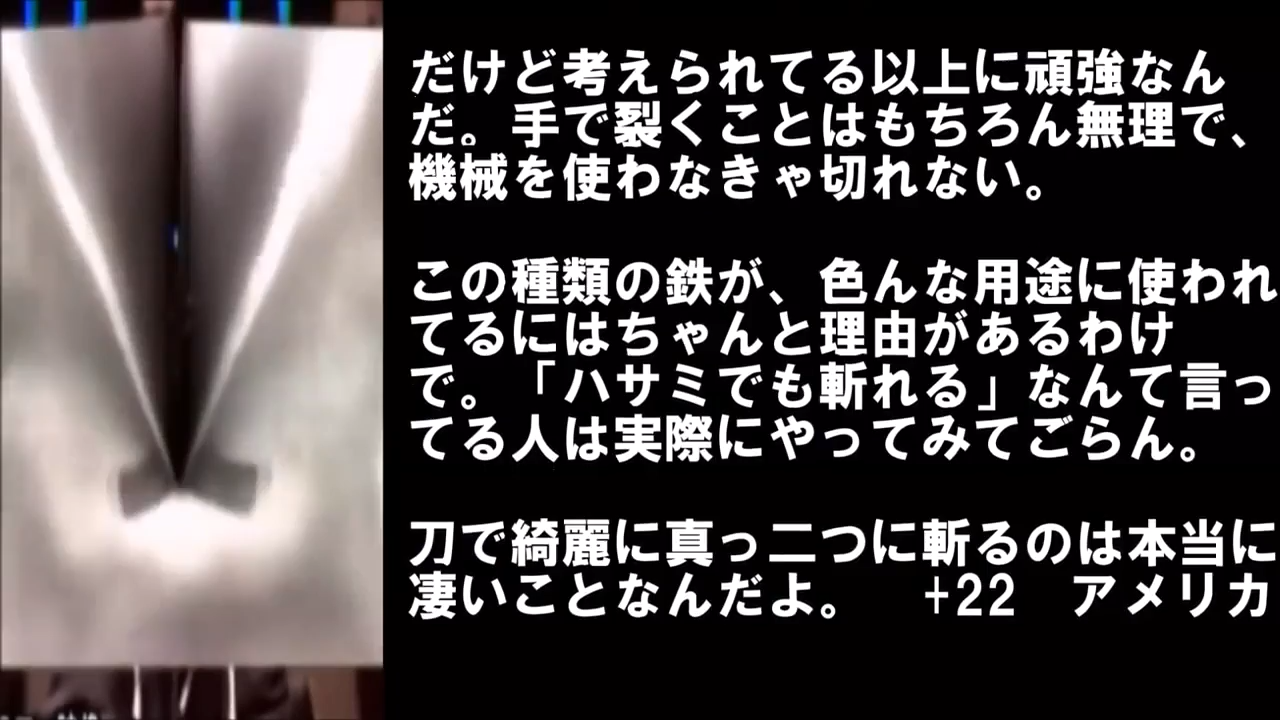 だけど考えられてる以上に頑強なん
だ。手で裂くことはもちろん無理で、
機械を使わなきゃ切れない。
この種類の鉄が、色んな用途に使われ
てるにはちゃんと理由があるわけ
で。「ハサミでも斬れる」なんて言っ
てる人は実際にやってみてごらん。
刀で綺麗に真っ二つに斬るのは本当に
凄いことなんだよ。　+22　アメリカ